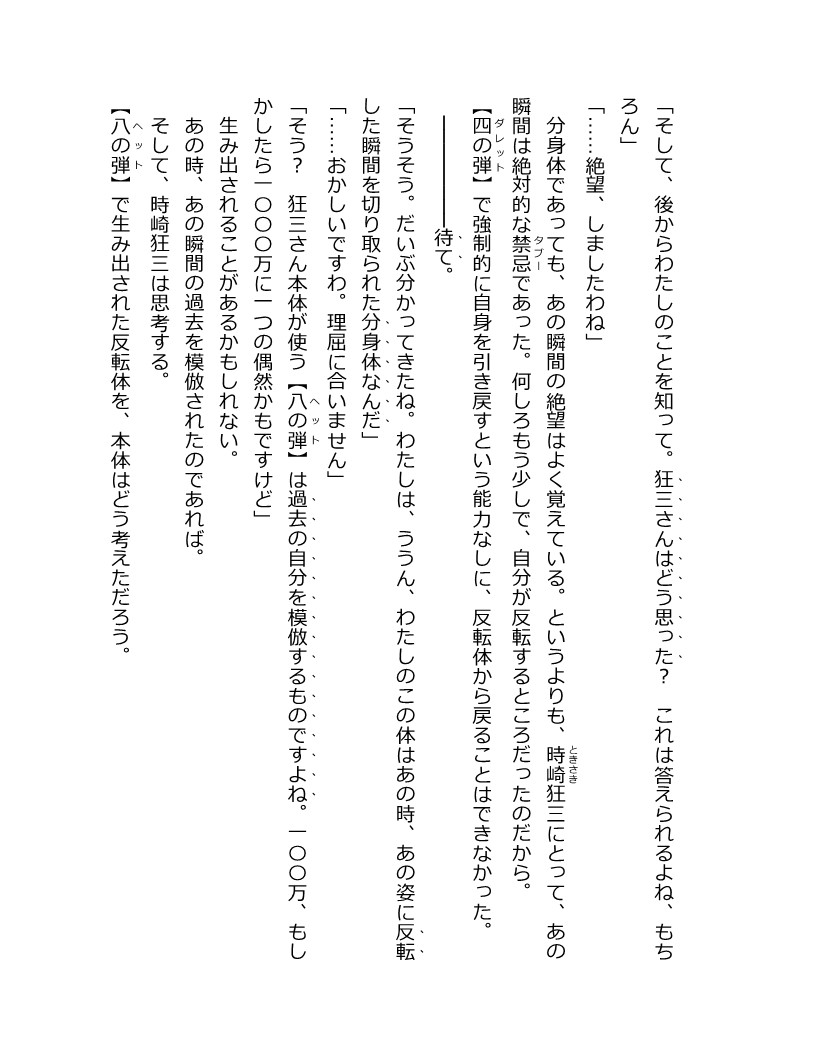 「そして、後からわたしのことを知って。狂三さんはどう思った？　これは答えられるよね、もち
ろん」
「……絶望、しましたわね」
　分身体であっても、あの瞬間の絶望はよく覚えている。というよりも、時崎狂三にとって、あの
瞬間は絶対的な禁忌であった。何しろもう少しで、自分が反転するところだったのだから。
【四の弾】で強制的に自身を引き戻すという能力なしに、反転体から戻ることはできなかった。
　――――――待て。
「そうそう。だいぶ分かってきたね。わたしは、ううん、わたしのこの体はあの時、あの姿に反転
した瞬間を切り取られた分身体なんだ」
「……おかしいですわ。理屈に合いません」
「そう？　狂三さん本体が使う【八の弾】は過去の自分を模倣するものですよね。一〇〇万、もし
かしたら一〇〇〇万に一つの偶然かもですけど」
　生み出されることがあるかもしれない。
　あの時、あの瞬間の過去を模倣されたのであれば。
　そして、時崎狂三は思考する。
【八の弾】で生み出された反転体を、本体はどう考えただろう。